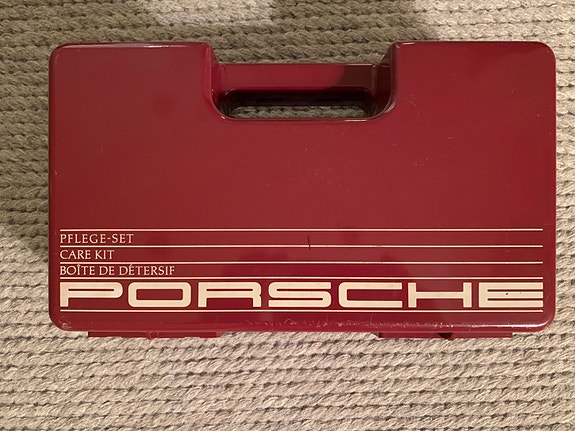 PFLEGE-SET
CARE KIT
BOÎTE DE DÉTERSIF
PORSCHE